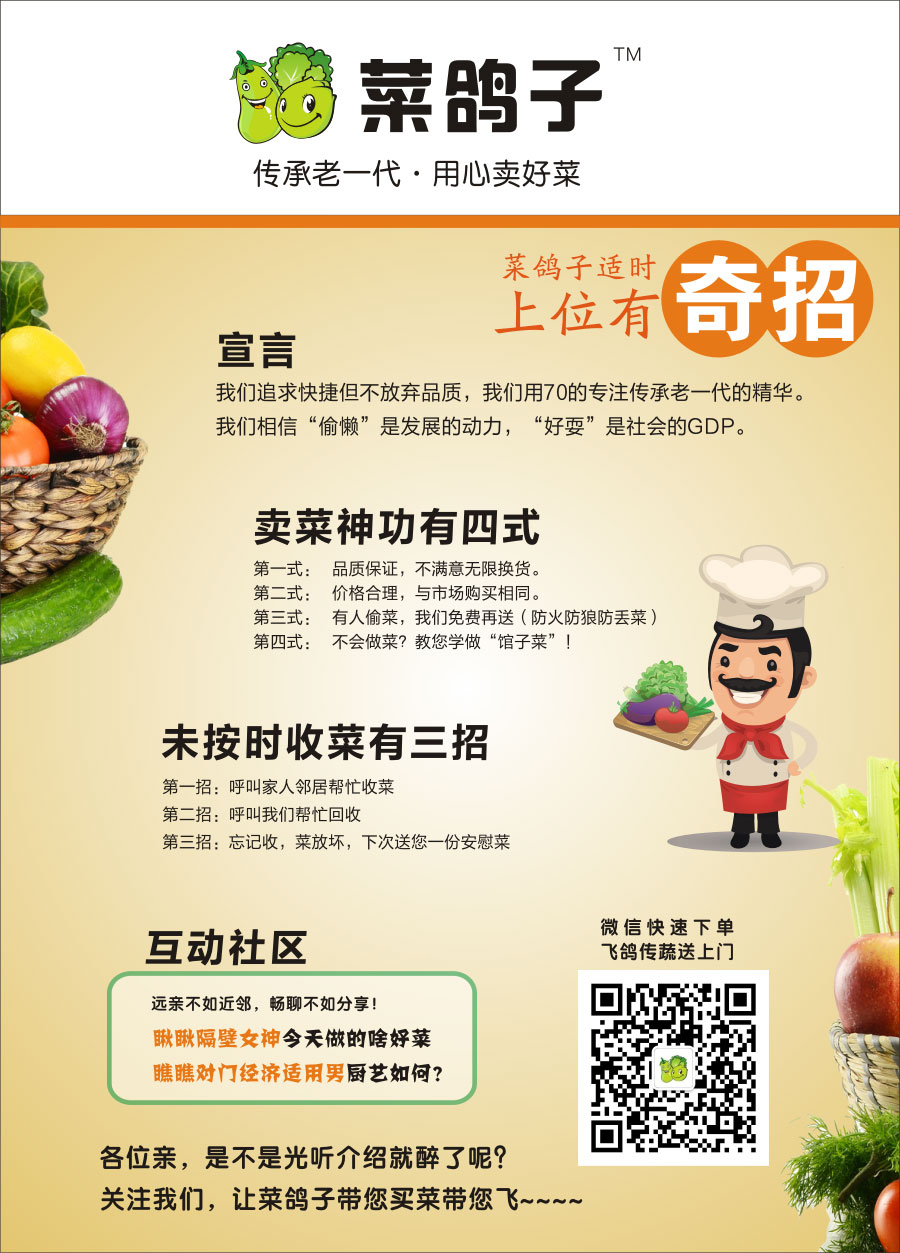 菜鸽子TM
传承老一代·用心卖好菜
菜鸽子适时
上位有奇招
宣言
我们追求快捷但不放弃品质，我们用70的专注传承老一代的精华。
我们相信“偷懒”是发展的动力，“好耍”是社会的GDP。
卖菜神功有四式
第一式： 品质保证，不满意无限换货。
第二式： 价格合理，与市场购买相同。
第三式： 有人偷菜，我们免费再送（防火防狼防丢菜）
第四式： 不会做菜？教您学做“馆子菜”！
未按时收菜有三招
第一招：呼叫家人邻居帮忙收菜
第二招：呼叫我们帮忙回收
第三招：忘记收，菜放坏，下次送您一份安慰菜
互动社区
远亲不如近邻，畅聊不如分享！
瞅瞅隔壁女神今天做的啥好菜
瞧瞧对门经济适用男厨艺如何？
微信快速下单
飞鸽传蔬送上门
各位亲，是不是光听介绍就醉了呢？
关注我们，让菜鸽子带您买菜带您飞~~~~